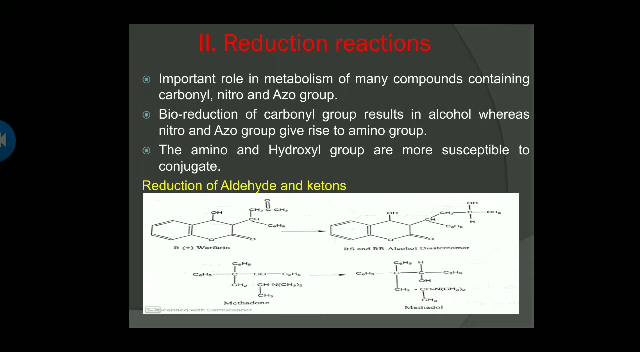 II. Reduction reactions
Important role in metabolism of many compounds containing
carbonyl, nitro and Azo group.
Bio-reduction of carbonyl group results in alcohol whereas
nitro and Azo group give rise to amino group.
The amino and Hydroxyl group are more susceptible to
conjugate.
Reduction of Aldehyde and ketons
R (+) Warfarin
RS and RR Alcohol Diastereomer
Methadone
Methadol